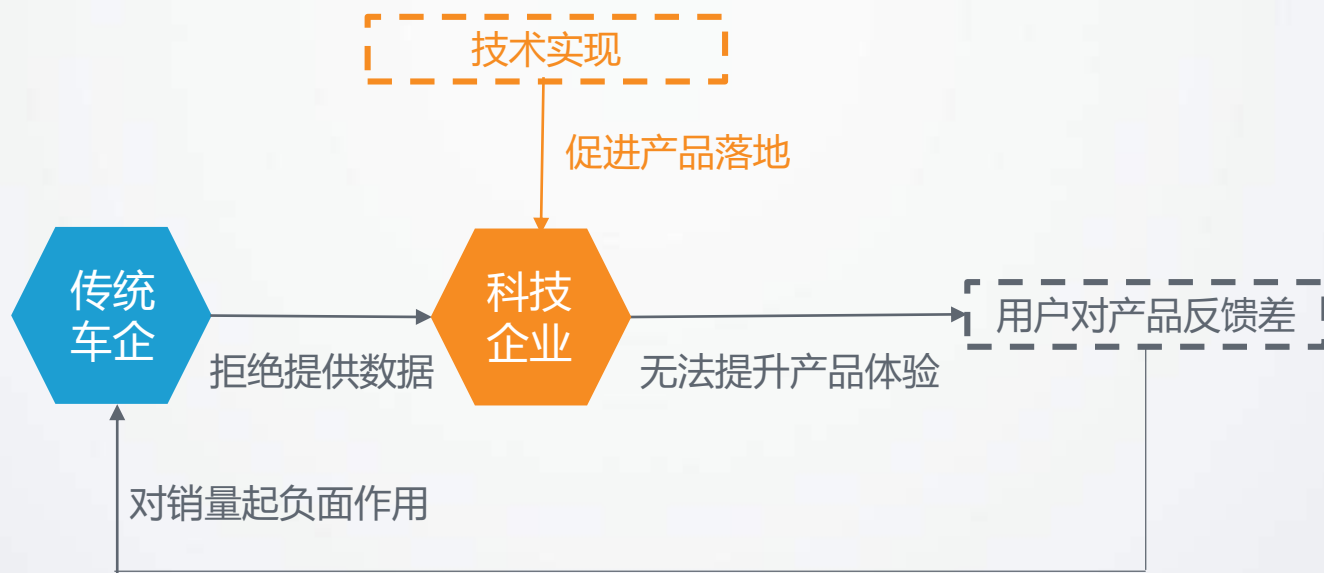 技术实现
促进产品落地
传统
车企
科技
企业
用户对产品反馈差
拒绝提供数据
无法提升产品体验
对销量起负面作用